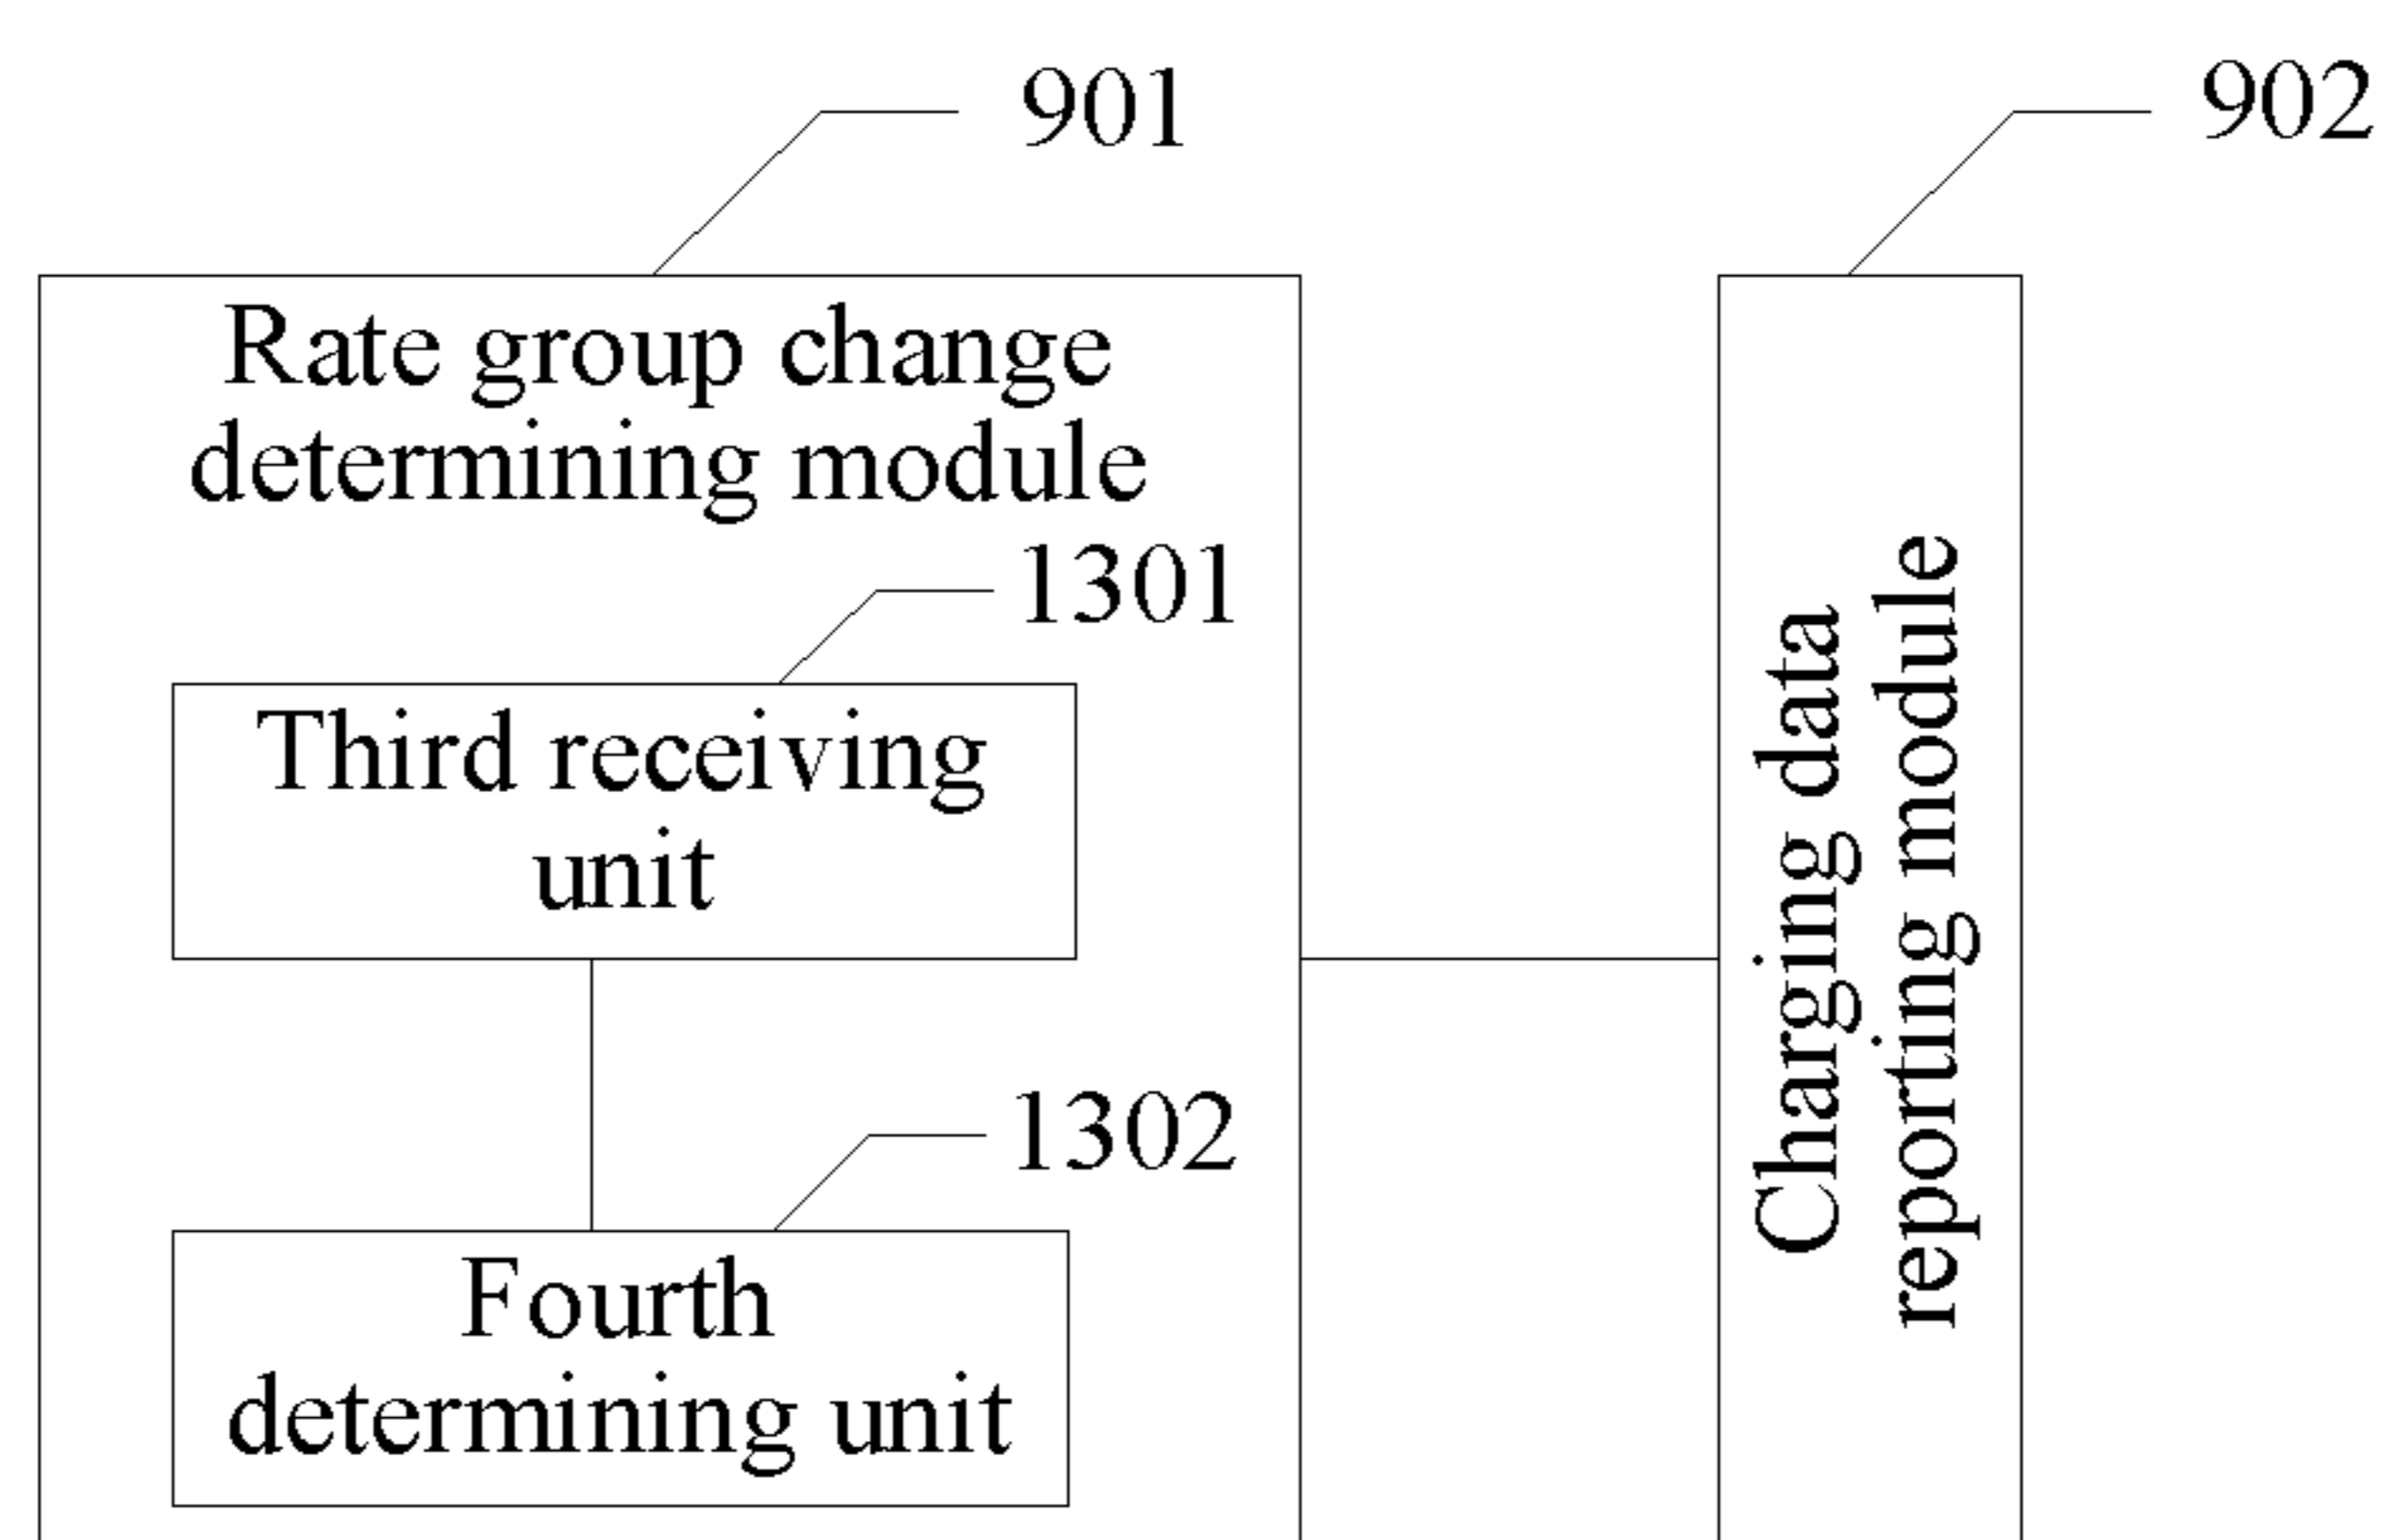 901
902
Rate group change
determining module
1301
Third receiving
unit
1302
Fourth
determining unit
Charging data
reporting module